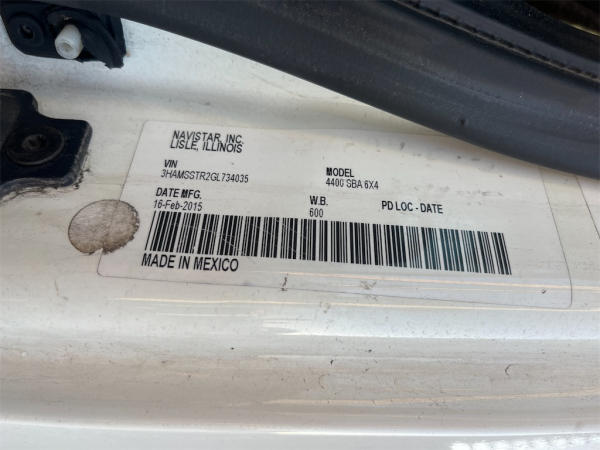 NAVISTAR, INC.
LISLE, ILLINOIS
VIN MODEL
3HAMSSTR2GL734035 4400 SBA 6X4
DATE MFG. W.B. PD LOC - DATE
16-Feb-2015 600
MADE IN MEXICO